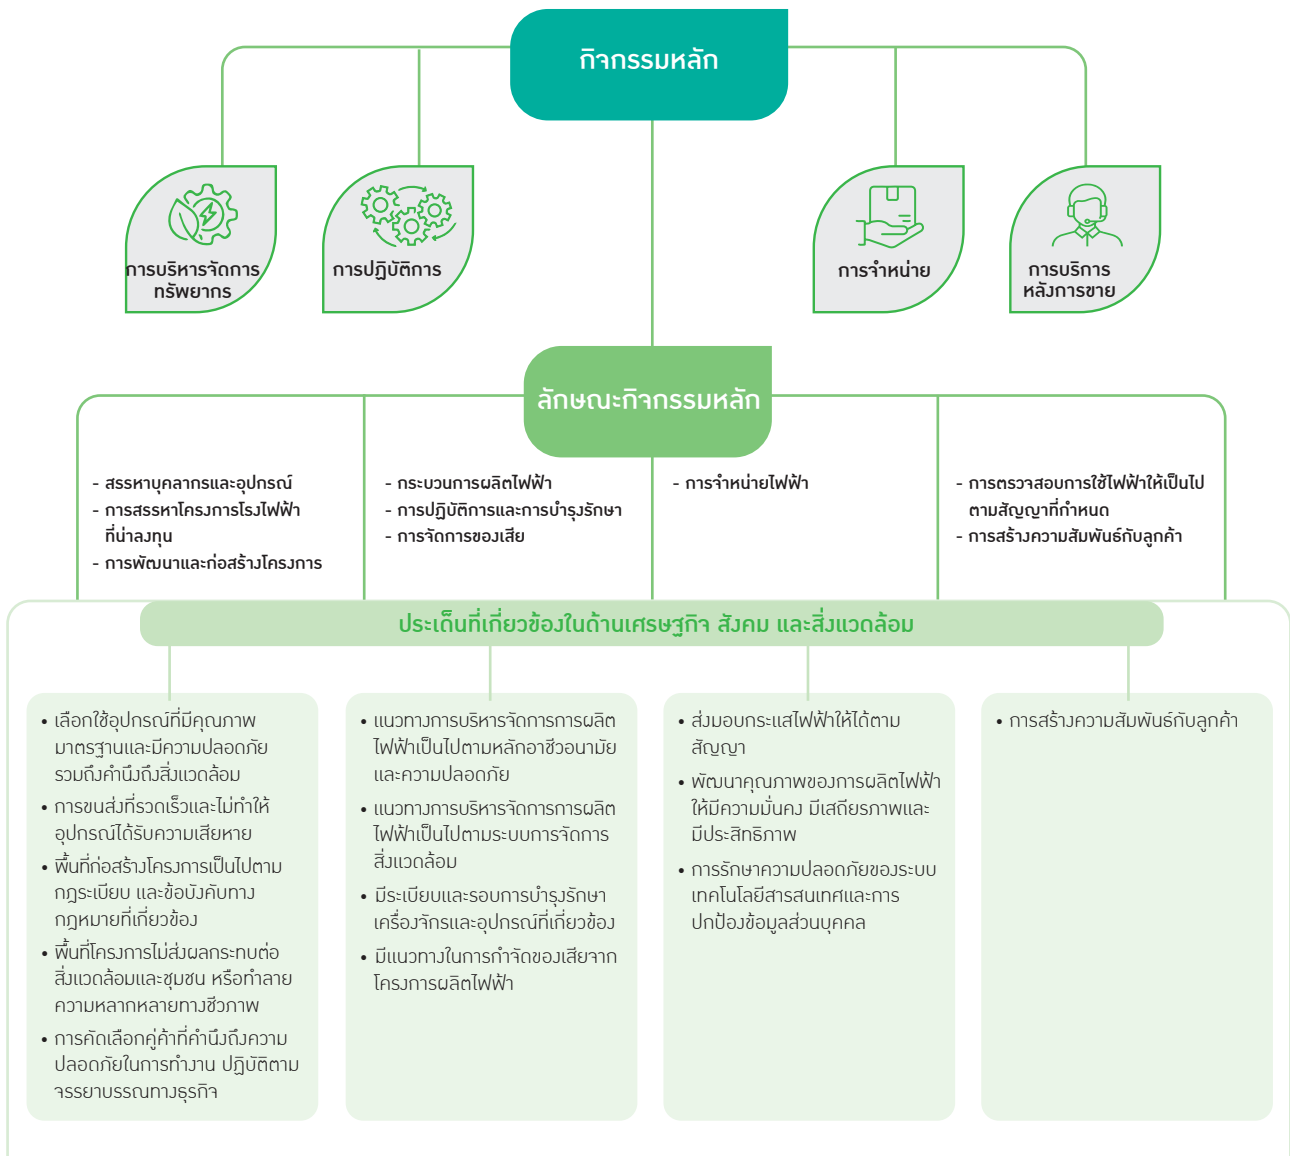 กิจกรรมหลัก
การบริหารจัดการ
ทรัพยากร
การปฏิบัติการ
การจำหน่าย
การบริการ
หลังการขาย
ลักษณะกิจกรรมหลัก
- สรรหาบุคลากรและอุปกรณ์
- การสรรหาโครงการโรงไฟฟ้า
ที่น่าลงทุน
- การพัฒนาและก่อสร้างโครงการ
- กระบวนการผลิตไฟฟ้า
- การปฏิบัติการและการบำรุงรักษา
- การจัดการของเสีย
- การจำหน่ายไฟฟ้า
- การตรวจสอบการใช้ไฟฟ้าให้เป็นไป
ตามสัญญาที่กำหนด
- การสร้างความสัมพันธ์กับลูกค้า
ประเด็นที่เกี่ยวข้องในด้านเศรษฐกิจ สังคม และสิ่งแวดล้อม
• เลือกใช้อุปกรณ์ที่มีคุณภาพ
มาตรฐานและมีความปลอดภัย
รวมถึงคำนึงถึงสิ่งแวดล้อม
• การขนส่งที่รวดเร็วและไม่ทำให้
อุปกรณ์ได้รับความเสียหาย
• พื้นที่ก่อสร้างโครงการเป็นไปตาม
กฎระเบียบ และข้อบังคับทาง
กฎหมายที่เกี่ยวข้อง
• พื้นที่โครงการไม่ส่งผลกระทบต่อ
สิ่งแวดล้อมและชุมชน หรือทำลาย
ความหลากหลายทางชีวภาพ
• การคัดเลือกคู่ค้าที่คำนึงถึงความ
ปลอดภัยในการทำงาน ปฏิบัติตาม
จรรยาบรรณทางธุรกิจ
• แนวทางการบริหารจัดการการผลิต
ไฟฟ้าเป็นไปตามหลักอาชีวอนามัย
และความปลอดภัย
• แนวทางการบริหารจัดการการผลิต
ไฟฟ้าเป็นไปตามระบบการจัดการ
สิ่งแวดล้อม
• มีระเบียบและรอบการบำรุงรักษา
เครื่องจักรและอุปกรณ์ที่เกี่ยวข้อง
• มีแนวทางในการกำจัดของเสียจาก
โครงการผลิตไฟฟ้า
• ส่งมอบกระแสไฟฟ้าให้ได้ตาม
สัญญา
• พัฒนาคุณภาพของการผลิตไฟฟ้า
ให้มีความมั่นคง มีเสถียรภาพและ
มีประสิทธิภาพ
• การรักษาความปลอดภัยของระบบ
เทคโนโลยีสารสนเทศและการ
ปกป้องข้อมูลส่วนบุคคล
• การสร้างความสัมพันธ์กับลูกค้า